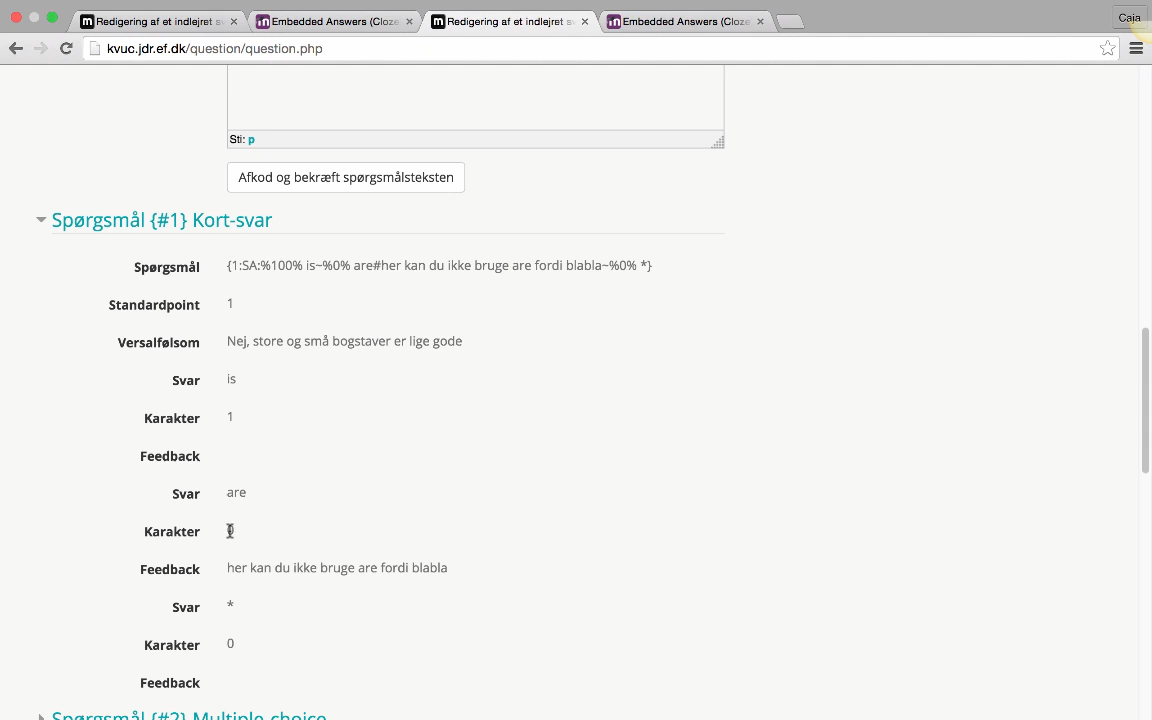 Redigering af et indlejret s
Embedded Answers (Cloze
Redigering af et indlejret s
Embedded Answers (Cloze
Caja
kvuc.jdr.ef.dk/question/question.php
Sti: p
Afkod og bekræft spørgsmålsteksten
Spørgsmål {#1} Kort-svar
Spørgsmål {1:SA:%100% is~%0% are#her kan du ikke bruge are fordi blabla~%0% *}
Standardpoint 1
Versalfølsom Nej, store og små bogstaver er lige gode
Svar is
Karakter 1
Feedback
Svar are
Karakter
Feedback her kan du ikke bruge are fordi blabla
Svar *
Karakter 0
Feedback
Spørgsmål {#2} Multiple-choice